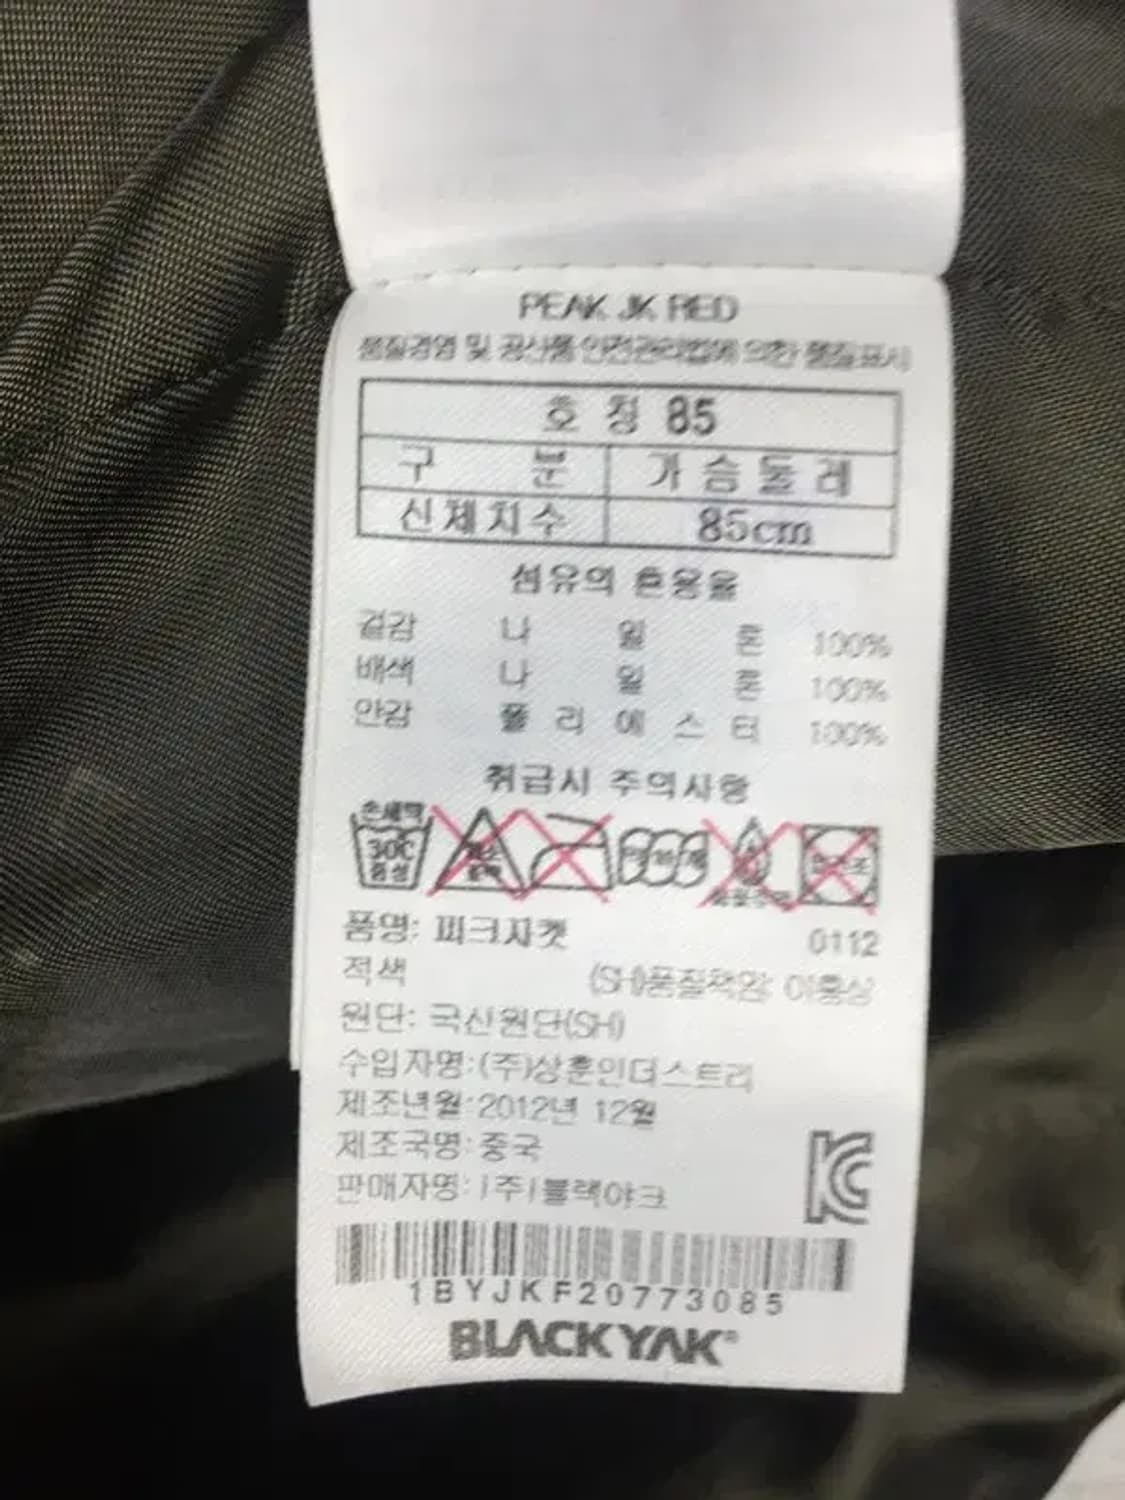 PEAK JK RED
품질경영 및 공산품 안전관리법에 의한 품질표시
호 칭 85
구 분 가 슴 둘 레
신체치수 85cm
섬유의 혼용율
겉감 나 일 론 100%
배색 나 일 론 100%
안감 폴 리 에 스 터 100%
취급시 주의사항
손세탁
30C
중성
품명: 피크자켓 0112
적색 (SH)품질책임: 이홍상
원단: 국산원단(SH)
수입자명:(주)상훈인더스트리
제조년월:2012년 12월
제조국명: 중국
판매자명: (주)블랙야크
1BYJKF20773085
BLACKYAK®